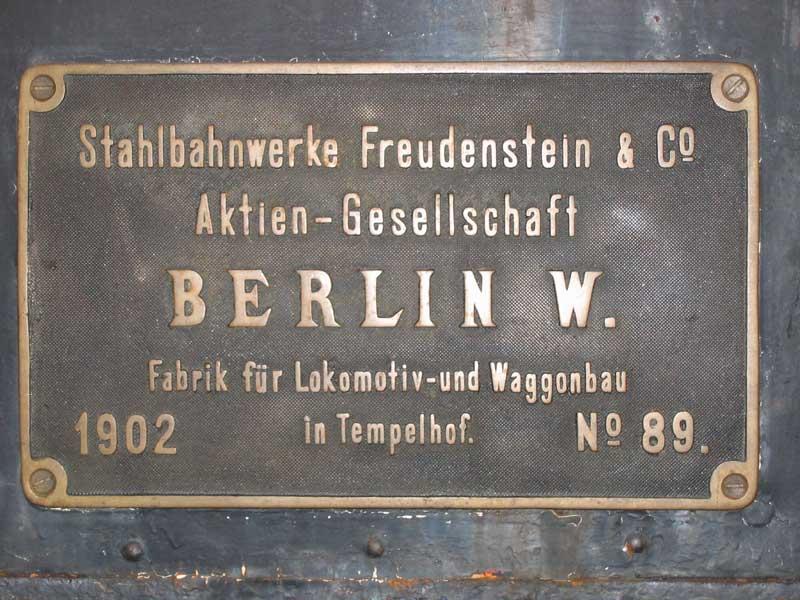 Stahlbahnwerke Freudenstein & Cº
Aktien-Gesellschaft
BERLIN W.
Fabrik für Lokomotiv-und Waggonbau
in Tempelhof.
1902 Nº 89.